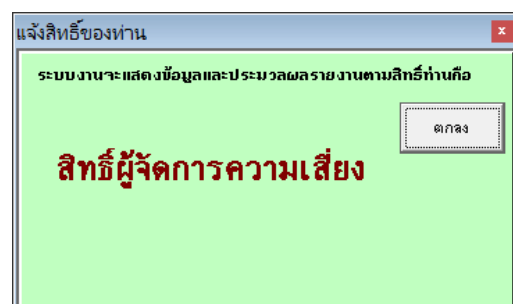 แจ้งสิทธิ์ของท่าน
x
ระบบงานจะแสดงข้อมูลและประมวลผลรายงานตามสิทธิ์ท่านคือ
ตกลง
สิทธิ์ผู้จัดการความเสี่ยง